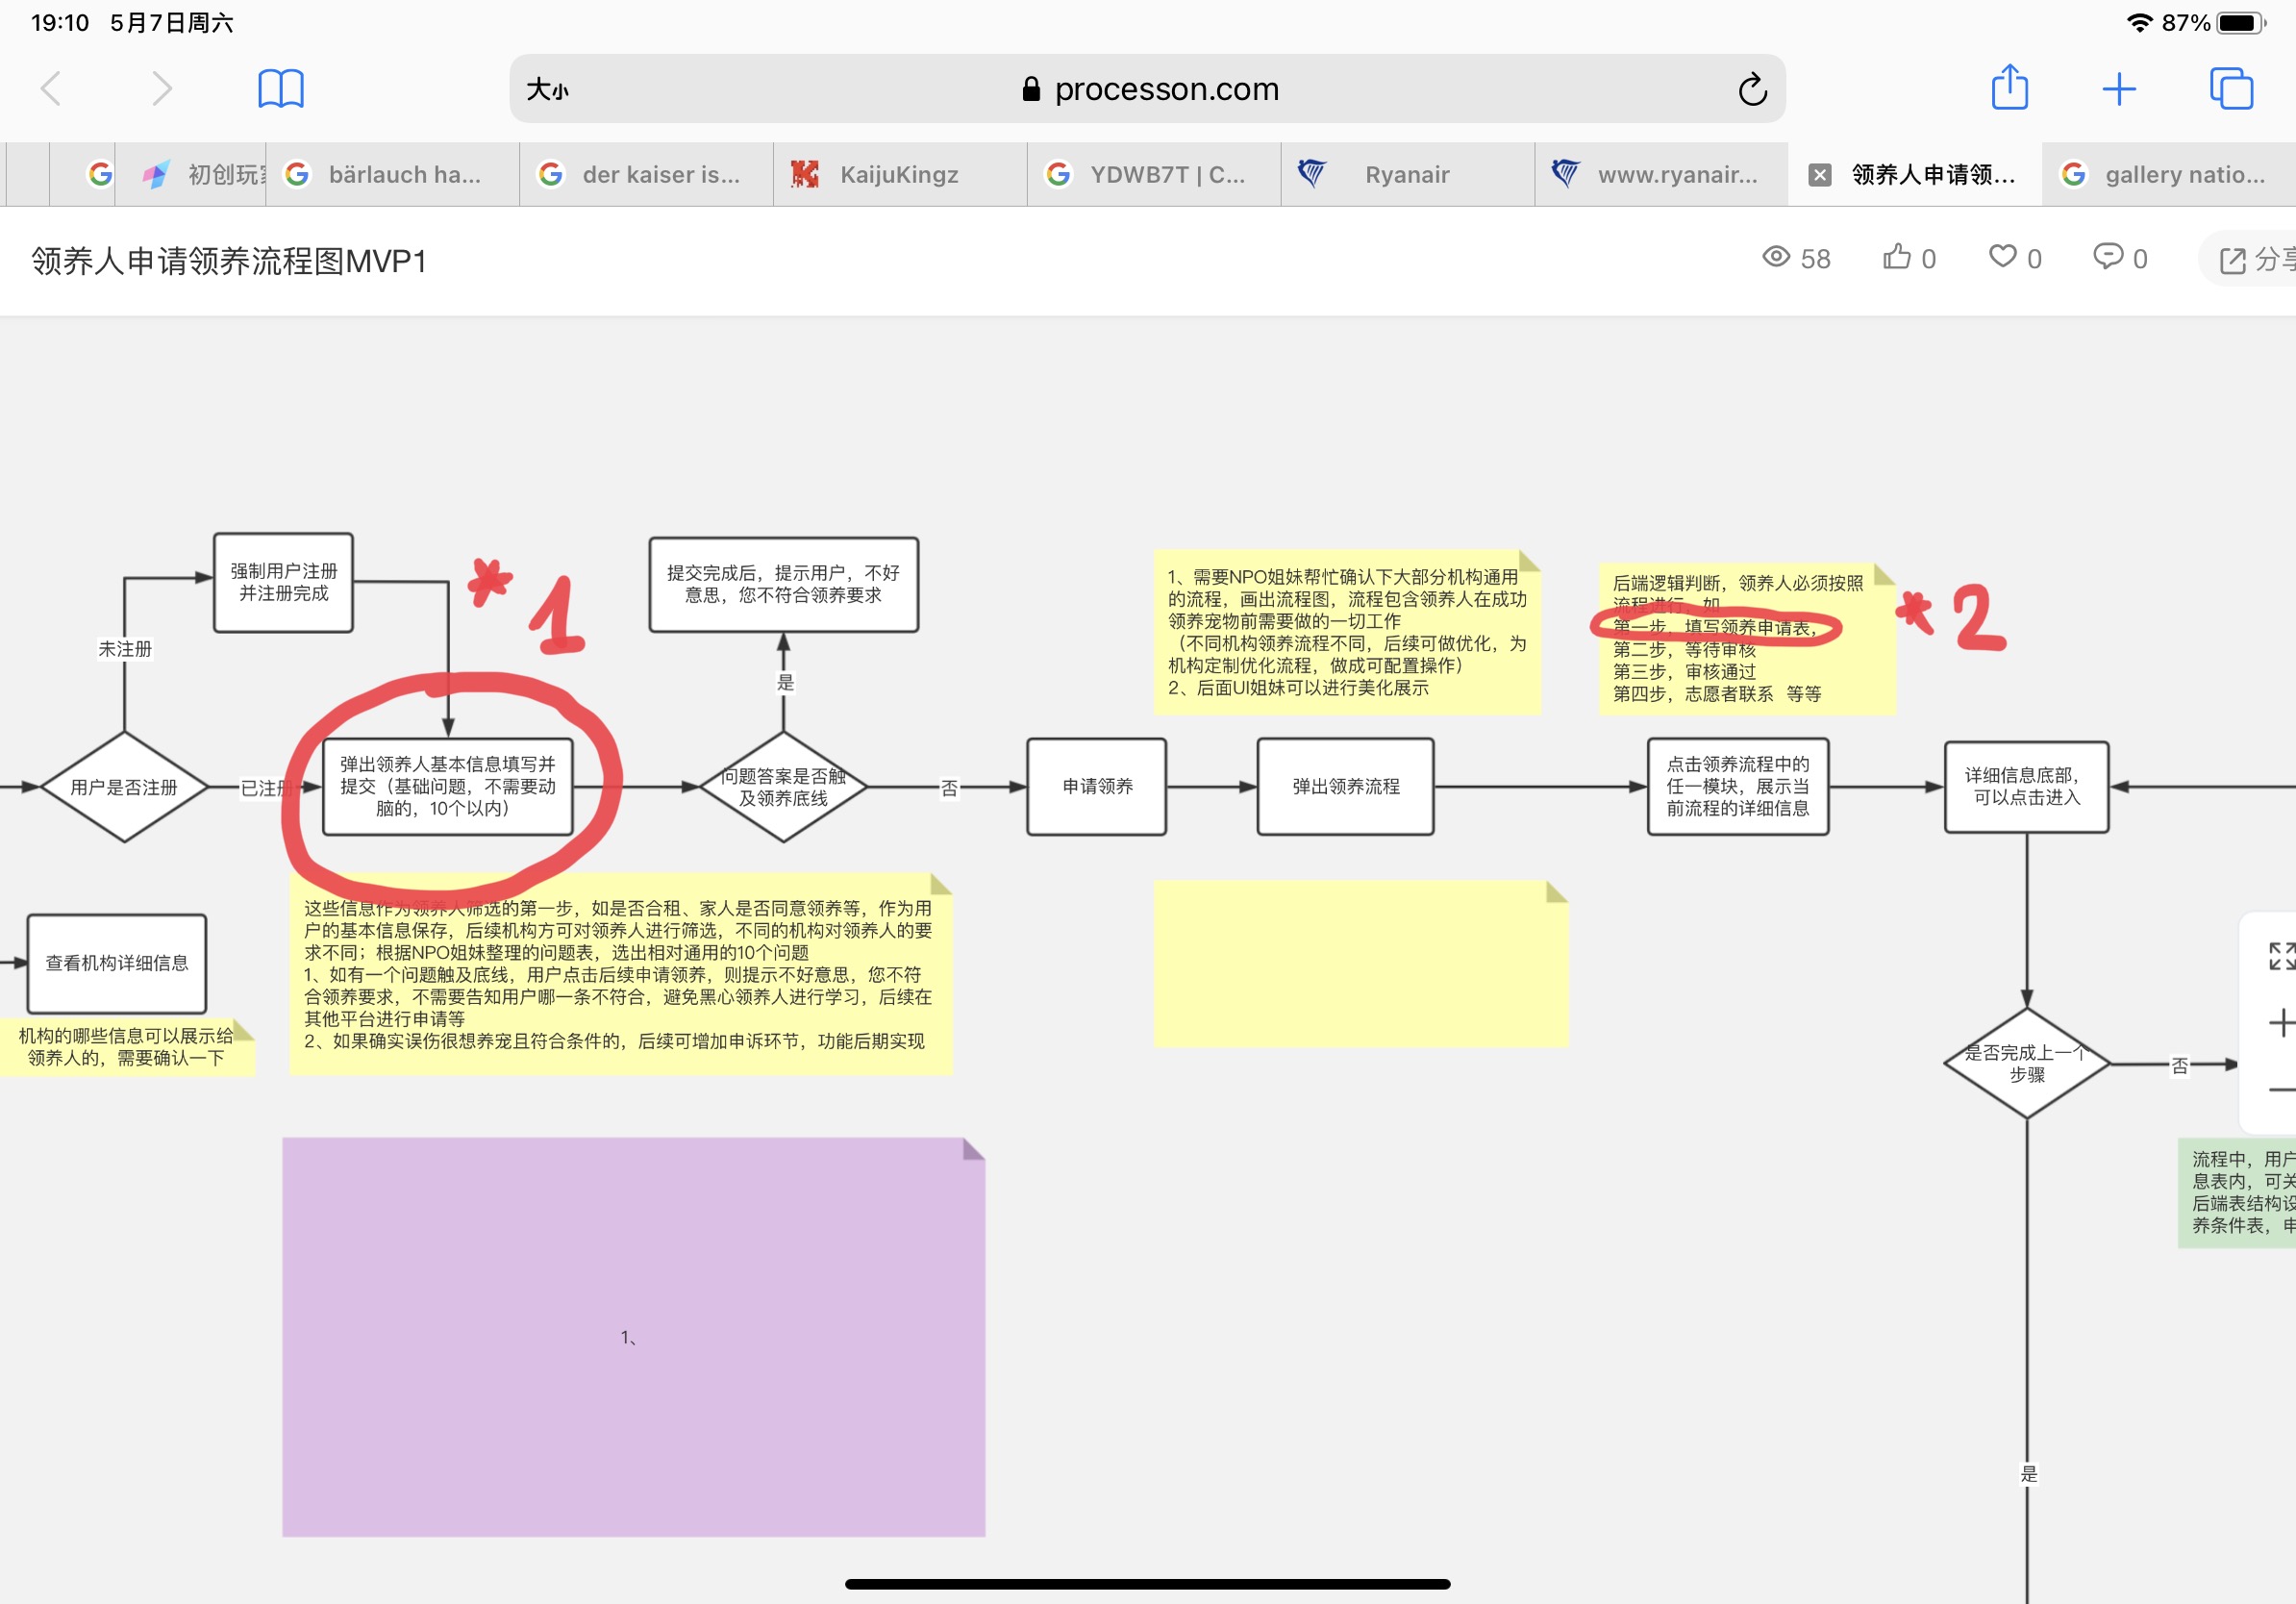 19:10 5月7日周六
87%
大小
processon.com
初创玩
bärlauch ha...
der kaiser is...
KaijuKingz
YDWB7T | C...
Ryanair
www.ryanair...
领养人申请领...
gallery natio...
领养人申请领养流程图MVP1
58
0
0
0
分享
强制用户注册
并注册完成
*1
提交完成后，提示用户，不好
意思，您不符合领养要求
1、需要NPO姐妹帮忙确认下大部分机构通用
的流程，画出流程图，流程包含领养人在成功
领养宠物前需要做的一切工作
（不同机构领养流程不同，后续可做优化，为
机构定制优化流程，做成可配置操作）
2、后面UI姐妹可以进行美化展示
后端逻辑判断，领养人必须按照
流程进行，如
第一步，填写领养申请表，
第二步，等待审核
第三步，审核通过
第四步，志愿者联系 等等
*2
未注册
是
用户是否注册
已注册
弹出领养人基本信息填写并
提交（基础问题，不需要动
脑的，10个以内）
问题答案是否触
及领养底线
否
申请领养
弹出领养流程
点击领养流程中的
任一模块，展示当
前流程的详细信息
详细信息底部，
可以点击进入
查看机构详细信息
机构的哪些信息可以展示给
领养人的，需要确认一下
这些信息作为领养人筛选的第一步，如是否合租、家人是否同意领养等，作为用
户的基本信息保存，后续机构方可对领养人进行筛选，不同的机构对领养人的要
求不同；根据NPO姐妹整理的问题表，选出相对通用的10个问题
1、如有一个问题触及底线，用户点击后续申请领养，则提示不好意思，您不符
合领养要求，不需要告知用户哪一条不符合，避免黑心领养人进行学习，后续在
其他平台进行申请等
2、如果确实误伤很想养宠且符合条件的，后续可增加申诉环节，功能后期实现
是否完成上一个
步骤
否
流程中，用户
息表内，可关
后端表结构设
养条件表，申
1、
是